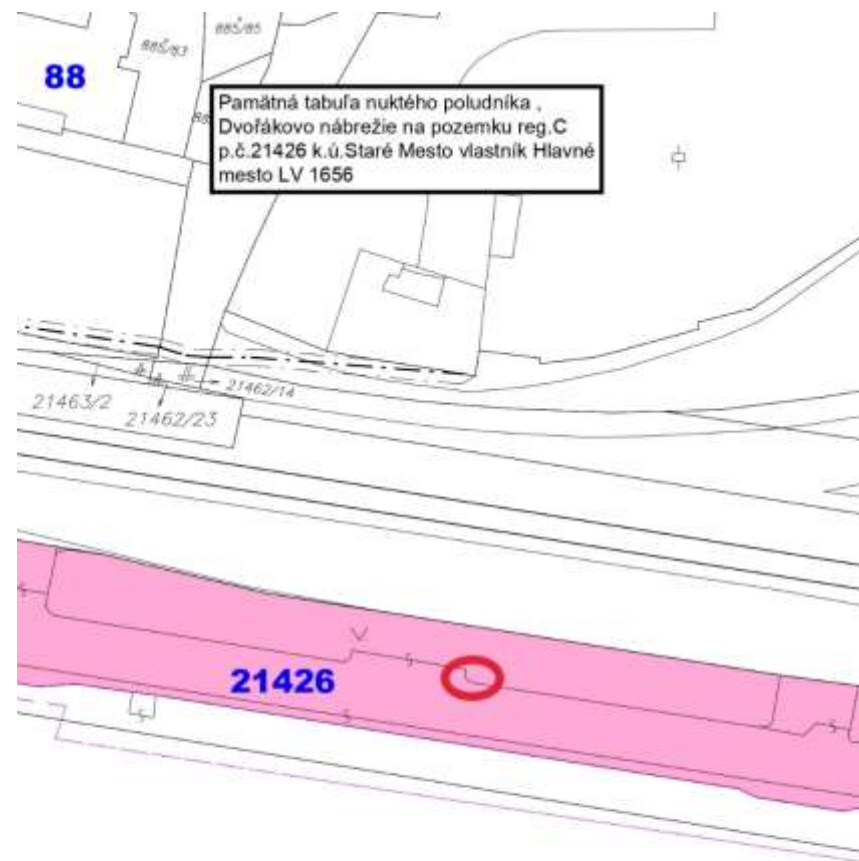 885/83
885/85
88
Pamätná tabuľa nuktého poludníka ,
Dvořákovo nábrežie na pozemku reg.C
p.č.21426 k.ú.Staré Mesto vlastník Hlavné
mesto LV 1656
21462/14
21463/2
21462/23
21426